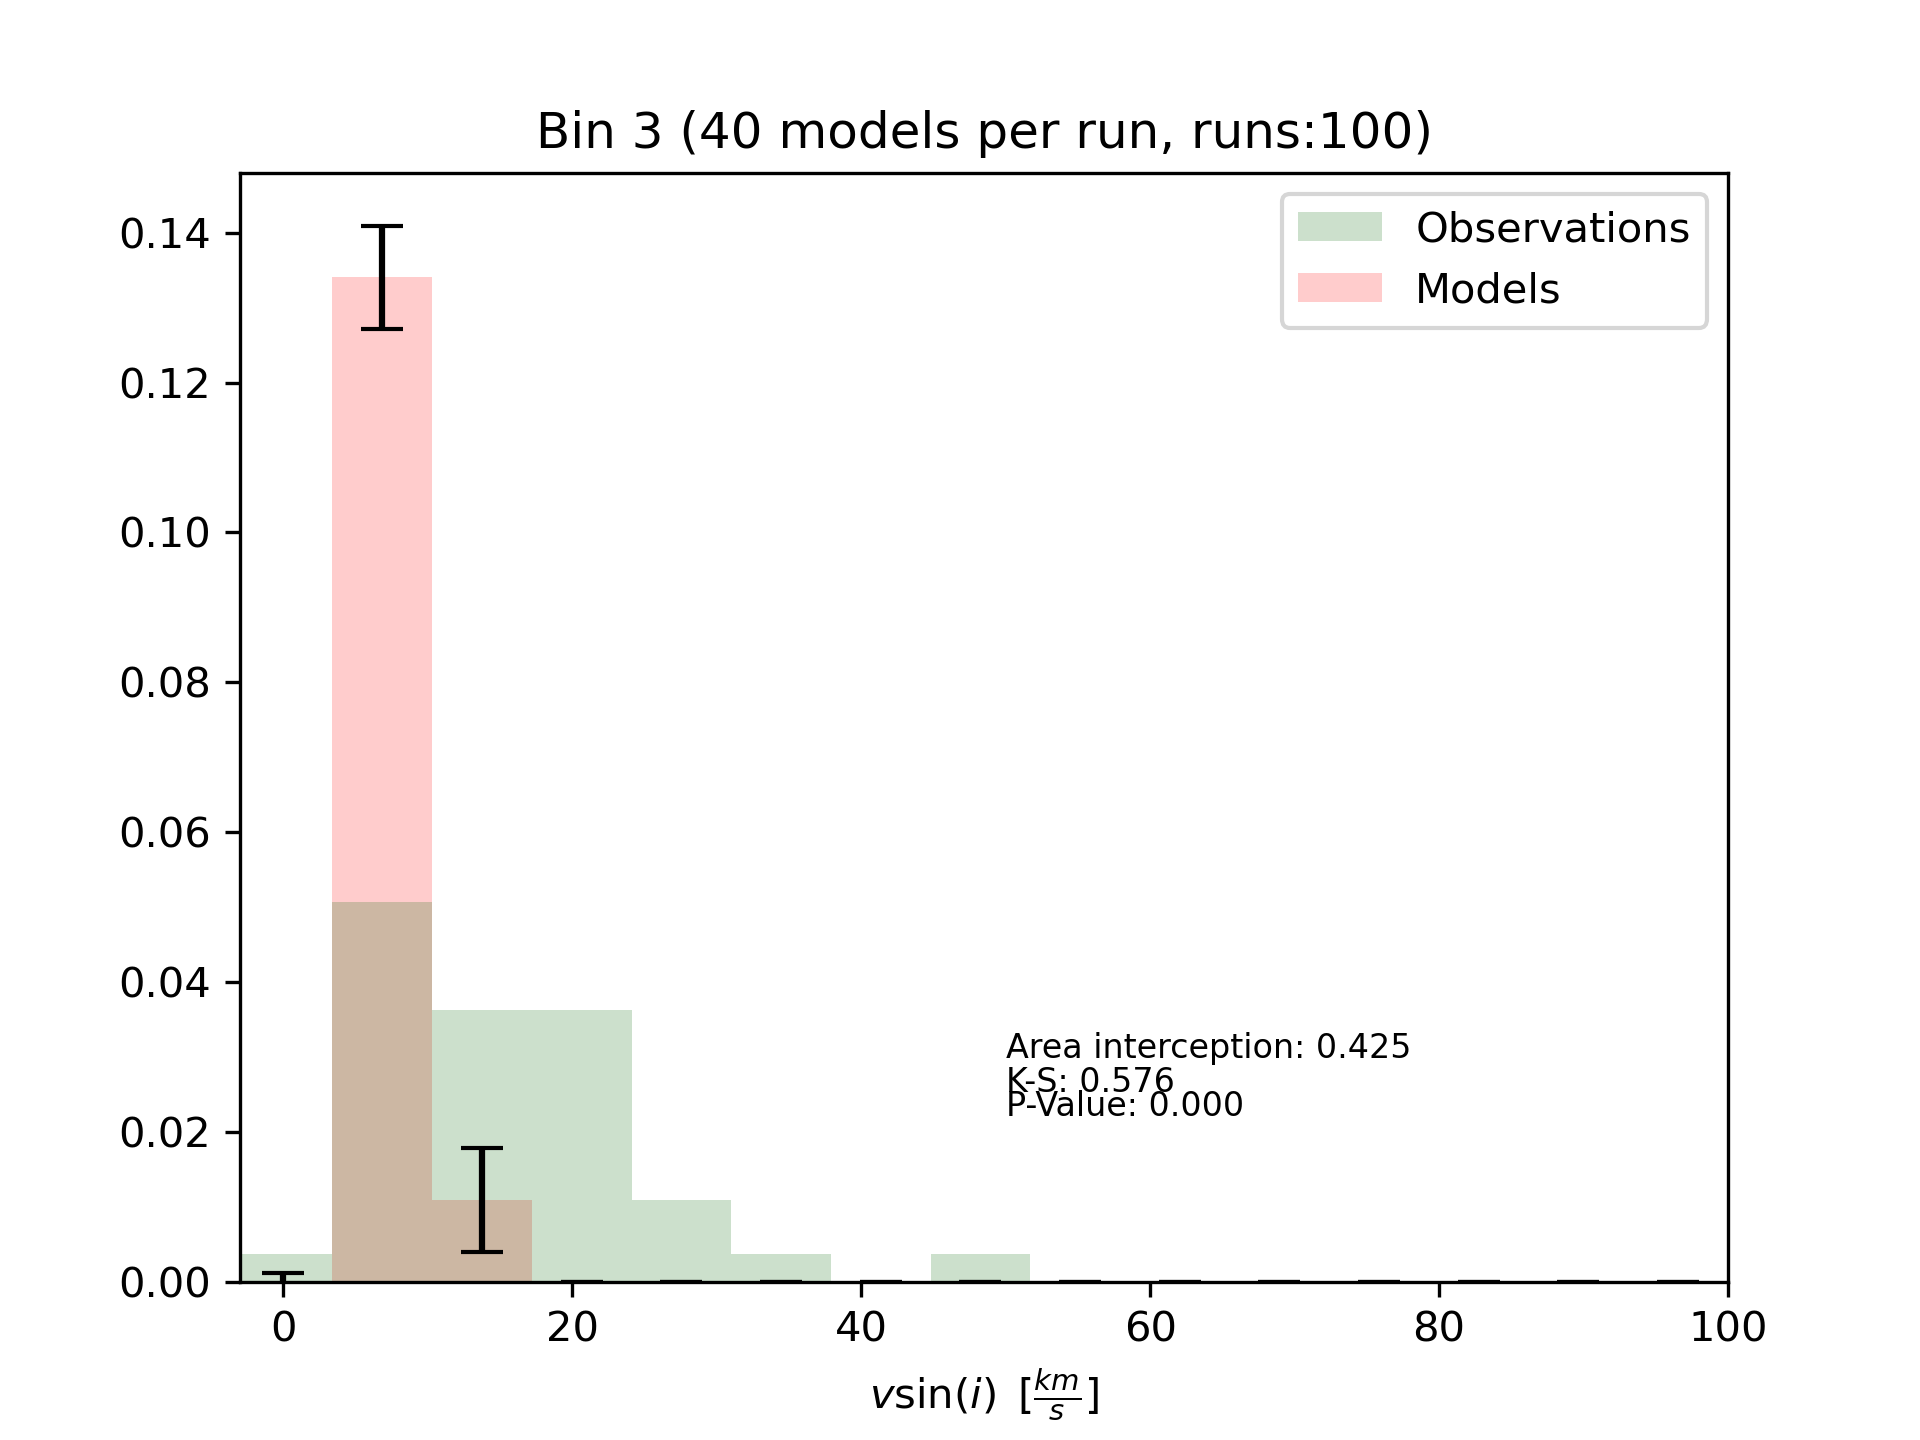 Bin 3 (40 models per run, runs:100)
Observations
Models
0.14
0.12
0.10
0.08
0.06
0.04
0.02
0.00
Area interception: 0.425
K-S: 0.576
P-Value: 0.000
0 20 40 60 80 100
vsin(i) [km/s]